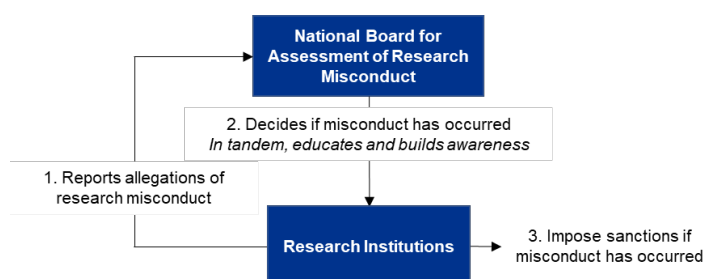 National Board for
Assessment of Research
Misconduct
2. Decides if misconduct has occurred
In tandem, educates and builds awareness
1. Reports allegations of
research misconduct
Research Institutions
3. Impose sanctions if
misconduct has occurred